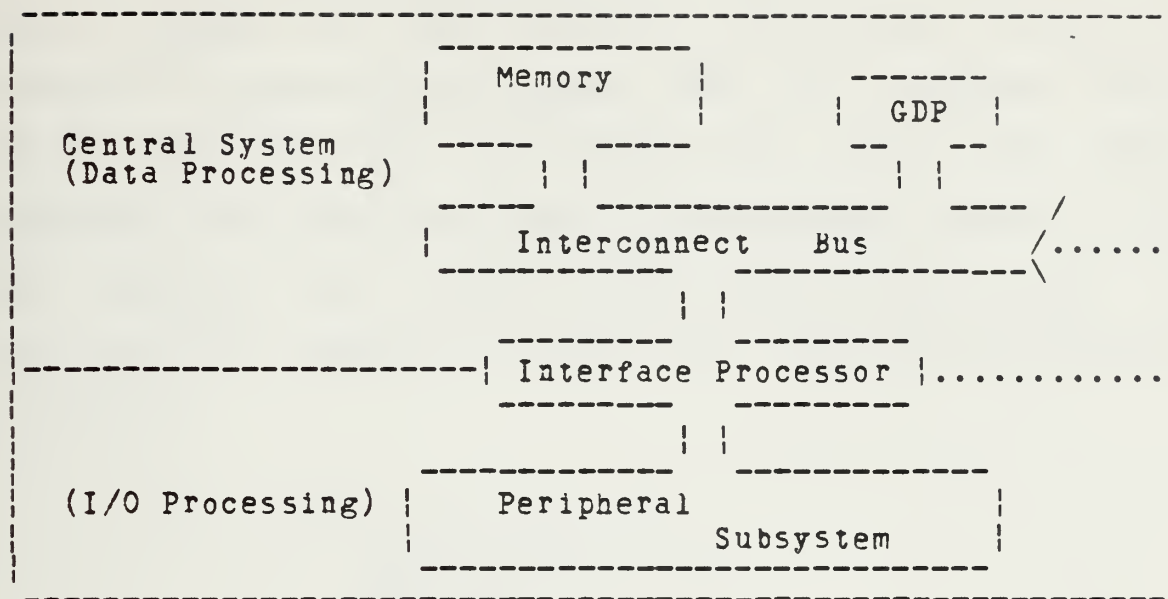 Memory
GDP
Central System
(Data Processing)
Interconnect Bus
Interface Processor
(I/O Processing)
Peripheral
Subsystem